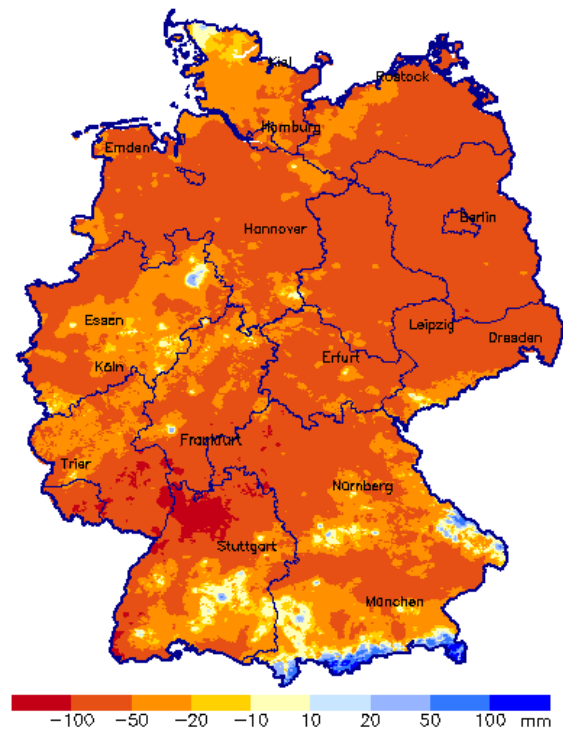 Kiel
Rostock
Hamburg
Emden
Berlin
Hannover
Essen
Leipzig
Dresden
Erfurt
Köln
Frankfurt
Trier
Nürnberg
Stuttgart
München
-100 -50 -20 -10 10 20 50 100 mm